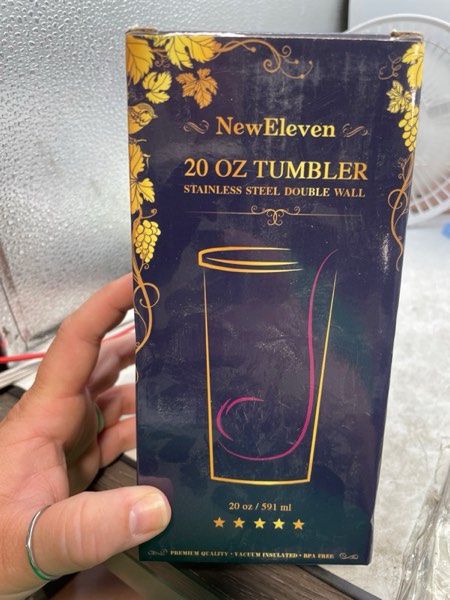 NewEleven
20 OZ TUMBLER
STAINLESS STEEL DOUBLE WALL
20 oz / 591 ml
PREMIUM QUALITY • VACUUM INSULATED • BPA FREE